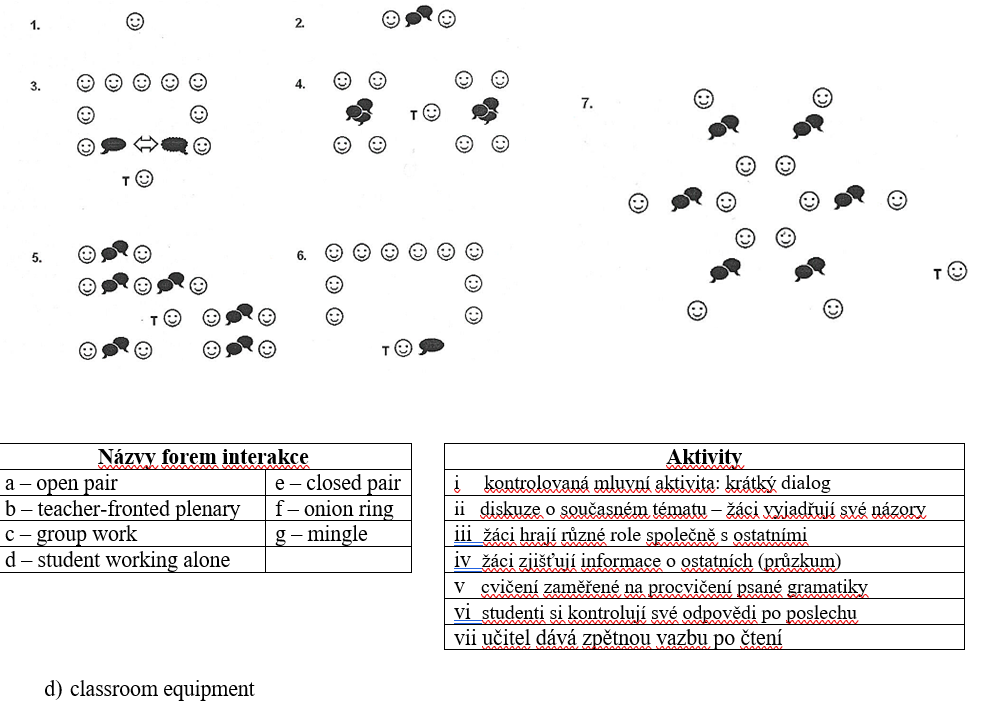 1.
2.
3.
4.
T
T
5.
T
6.
T
7.
T
Názvy forem interakce
a – open pair
e – closed pair
b – teacher-fronted plenary
f – onion ring
c – group work
g – mingle
d – student working alone
Aktivity
i kontrolovaná mluvní aktivita: krátký dialog
ii diskuze o současném tématu – žáci vyjadřují své názory
iii žáci hrají různé role společně s ostatními
iv žáci zjišťují informace o ostatních (průzkum)
v cvičení zaměřené na procvičení psané gramatiky
vi studenti si kontrolují své odpovědi po poslechu
vii učitel dává zpětnou vazbu po čtení
d) classroom equipment